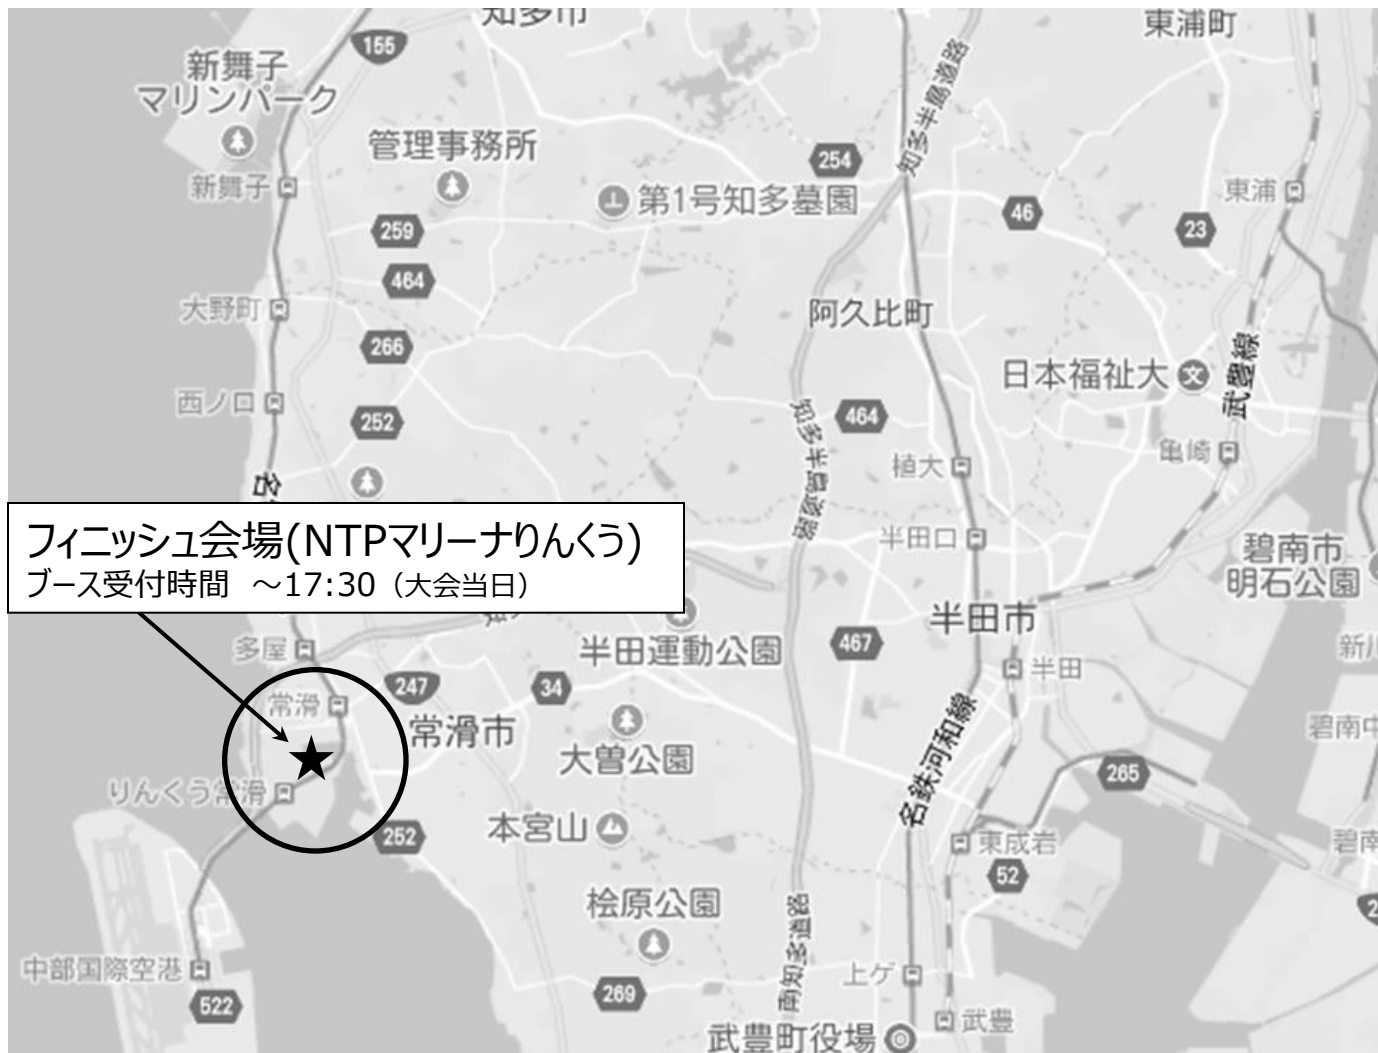 知多市
東浦町
155
新舞子
マリンパーク
管理事務所
知多半島道路
254
新舞子
第1号知多墓園
東浦
46
23
259
464
大野町
阿久比町
266
武豊線
日本福祉大
西ノ口
252
464
知多半島道路
亀崎
植大
名
フィニッシュ会場(NTPマリーナりんくう)
ブース受付時間 ～17:30（大会当日）
半田口
碧南市
明石公園
半田市
多屋
半田運動公園
467
半田
新川
247
34
常滑
常滑市
名鉄河和線
碧南中
大曽公園
265
りんくう常滑
252
本宮山
東成岩
碧南
52
桧原公園
南知多道路
中部国際空港
269
上ゲ
522
武豊
武豊町役場